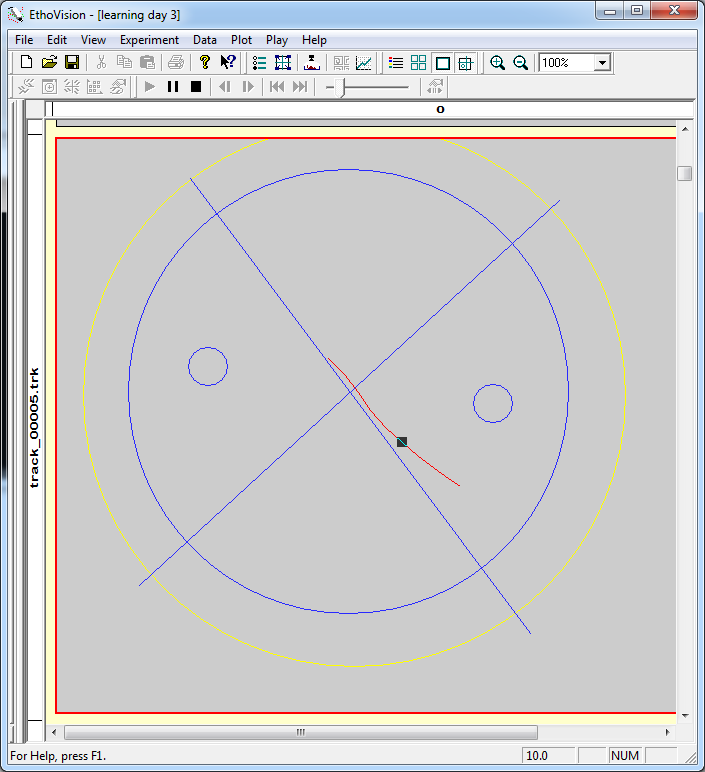 EthoVision - [learning day 3]
File Edit View Experiment Data Plot Play Help
100%
0
track_00005.trk
For Help, press F1.
10.0 NUM